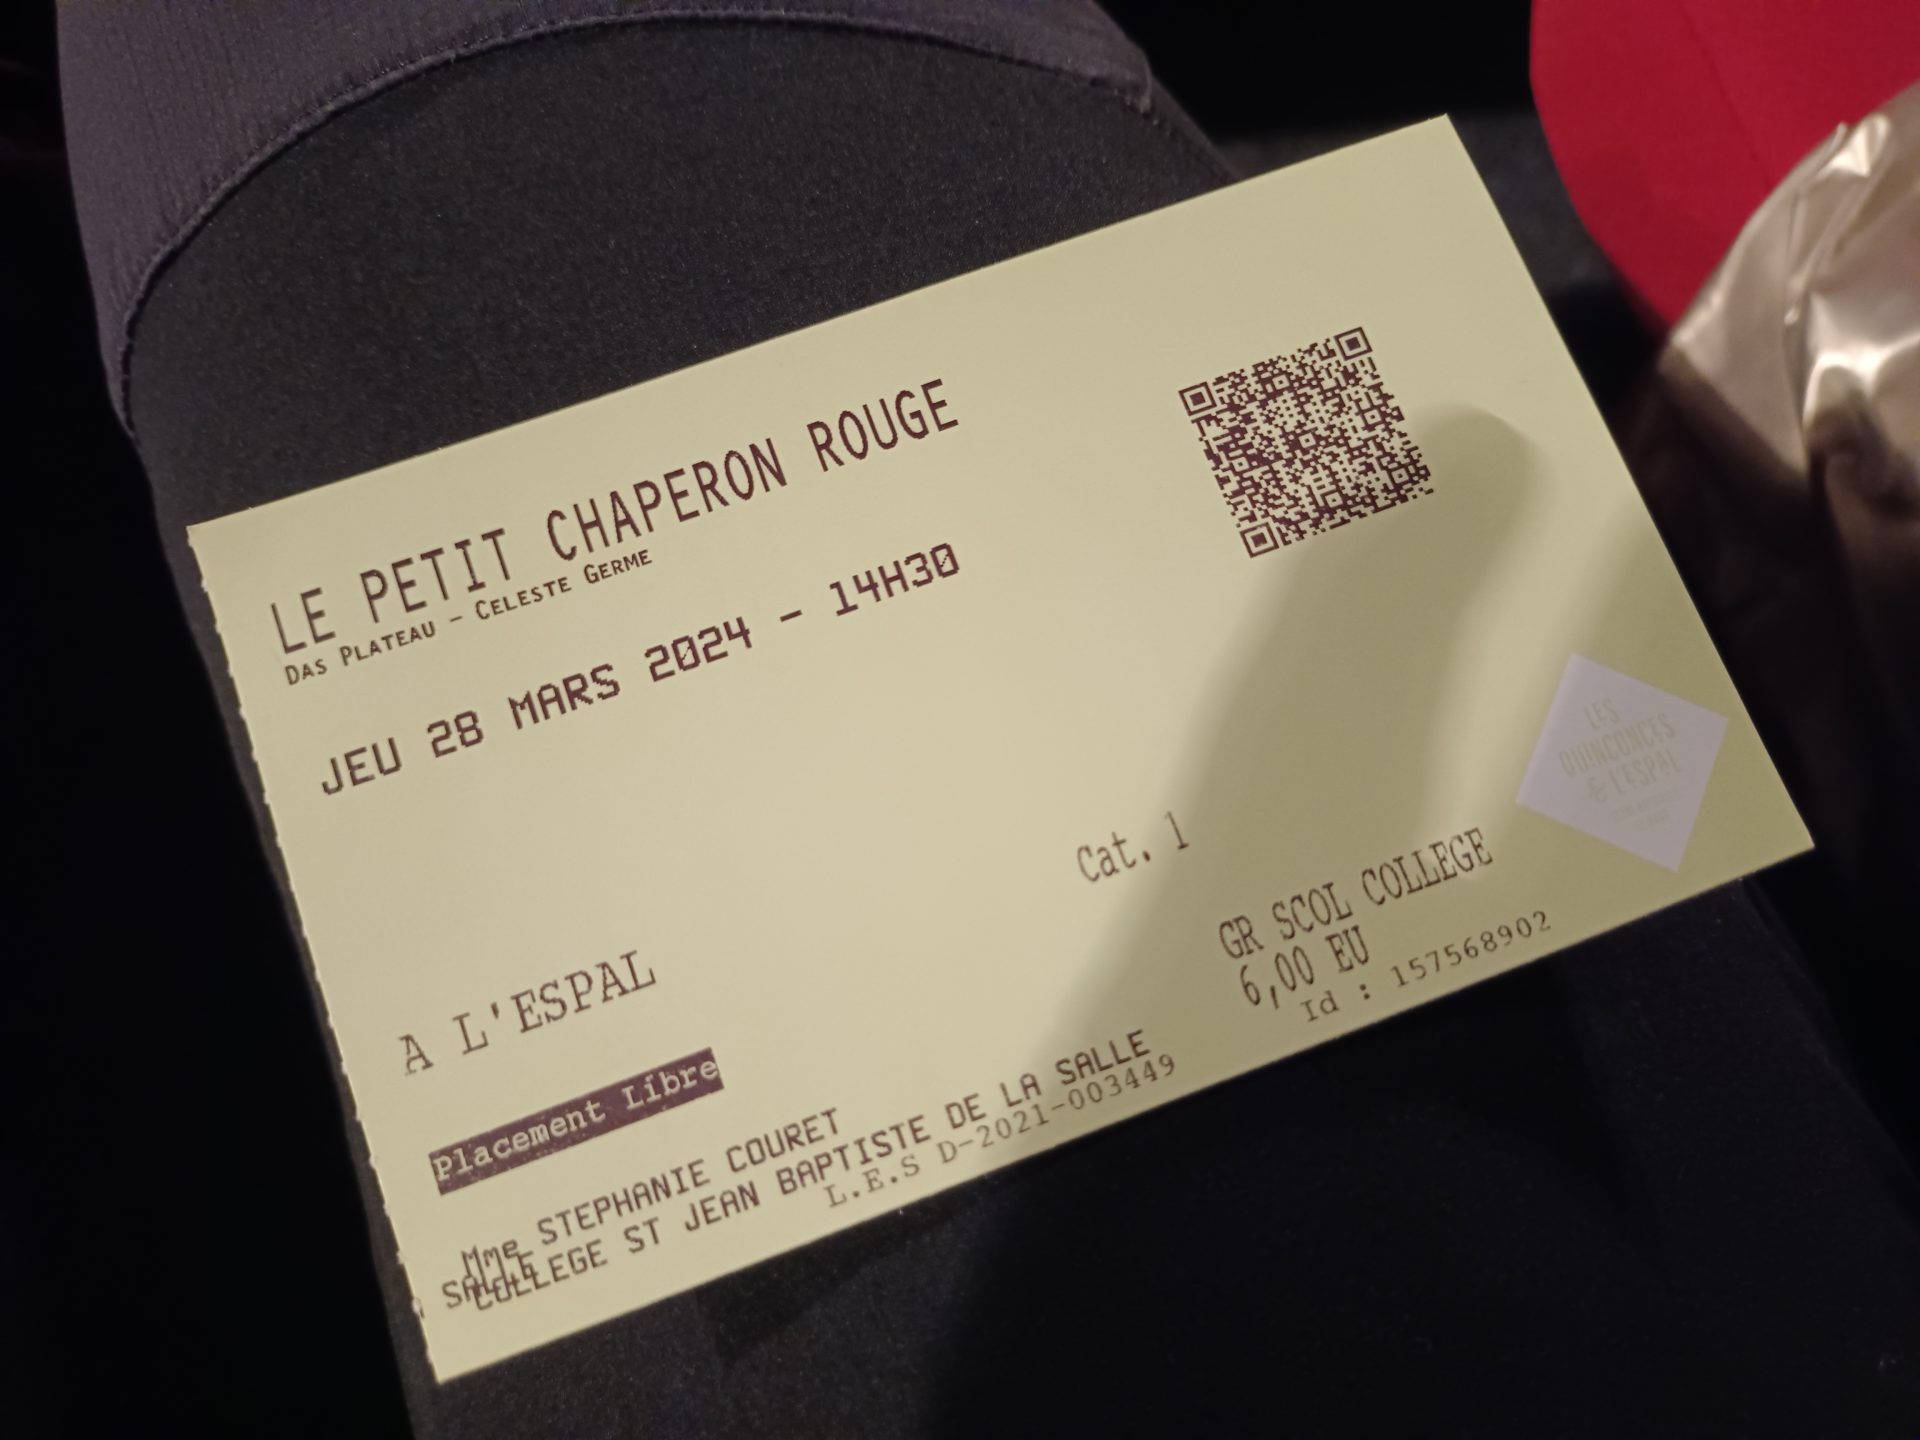 LE PETIT CHAPERON ROUGE
DAS PLATEAU - CELESTE GERME
JEU 28 MARS 2024 - 14H30
Cat. 1
A L'ESPAL
Placement Libre
GR SCOL COLLEGE
6,00 EU
Id : 157568902
Mme STEPHANIE COURET
COLLEGE ST JEAN BAPTISTE DE LA SALLE
L.E.S D-2021-003449
LES
QUINCONCES
& L'ESPAL